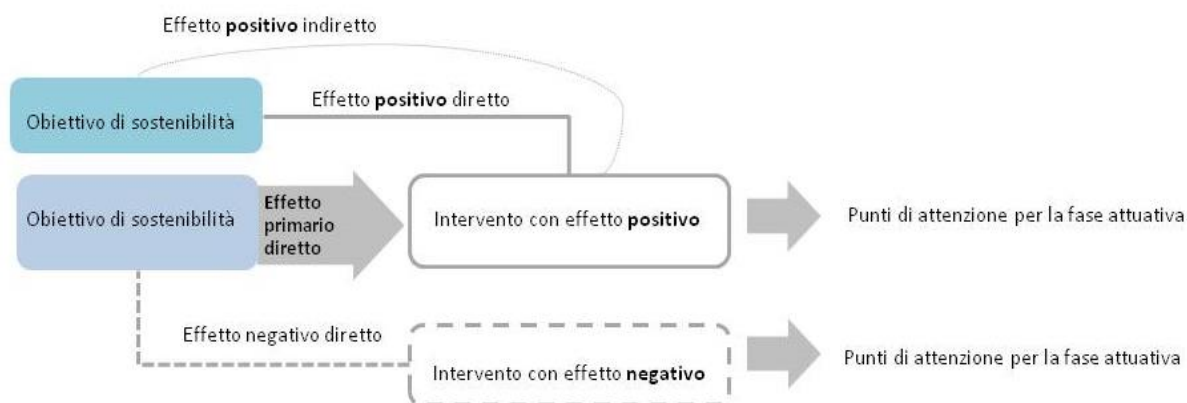 Effetto positivo indiretto
Effetto positivo diretto
Obiettivo di sostenibilità
Obiettivo di sostenibilità
Effetto
primario
diretto
Intervento con effetto positivo
Punti di attenzione per la fase attuativa
Effetto negativo diretto
Intervento con effetto negativo
Punti di attenzione per la fase attuativa